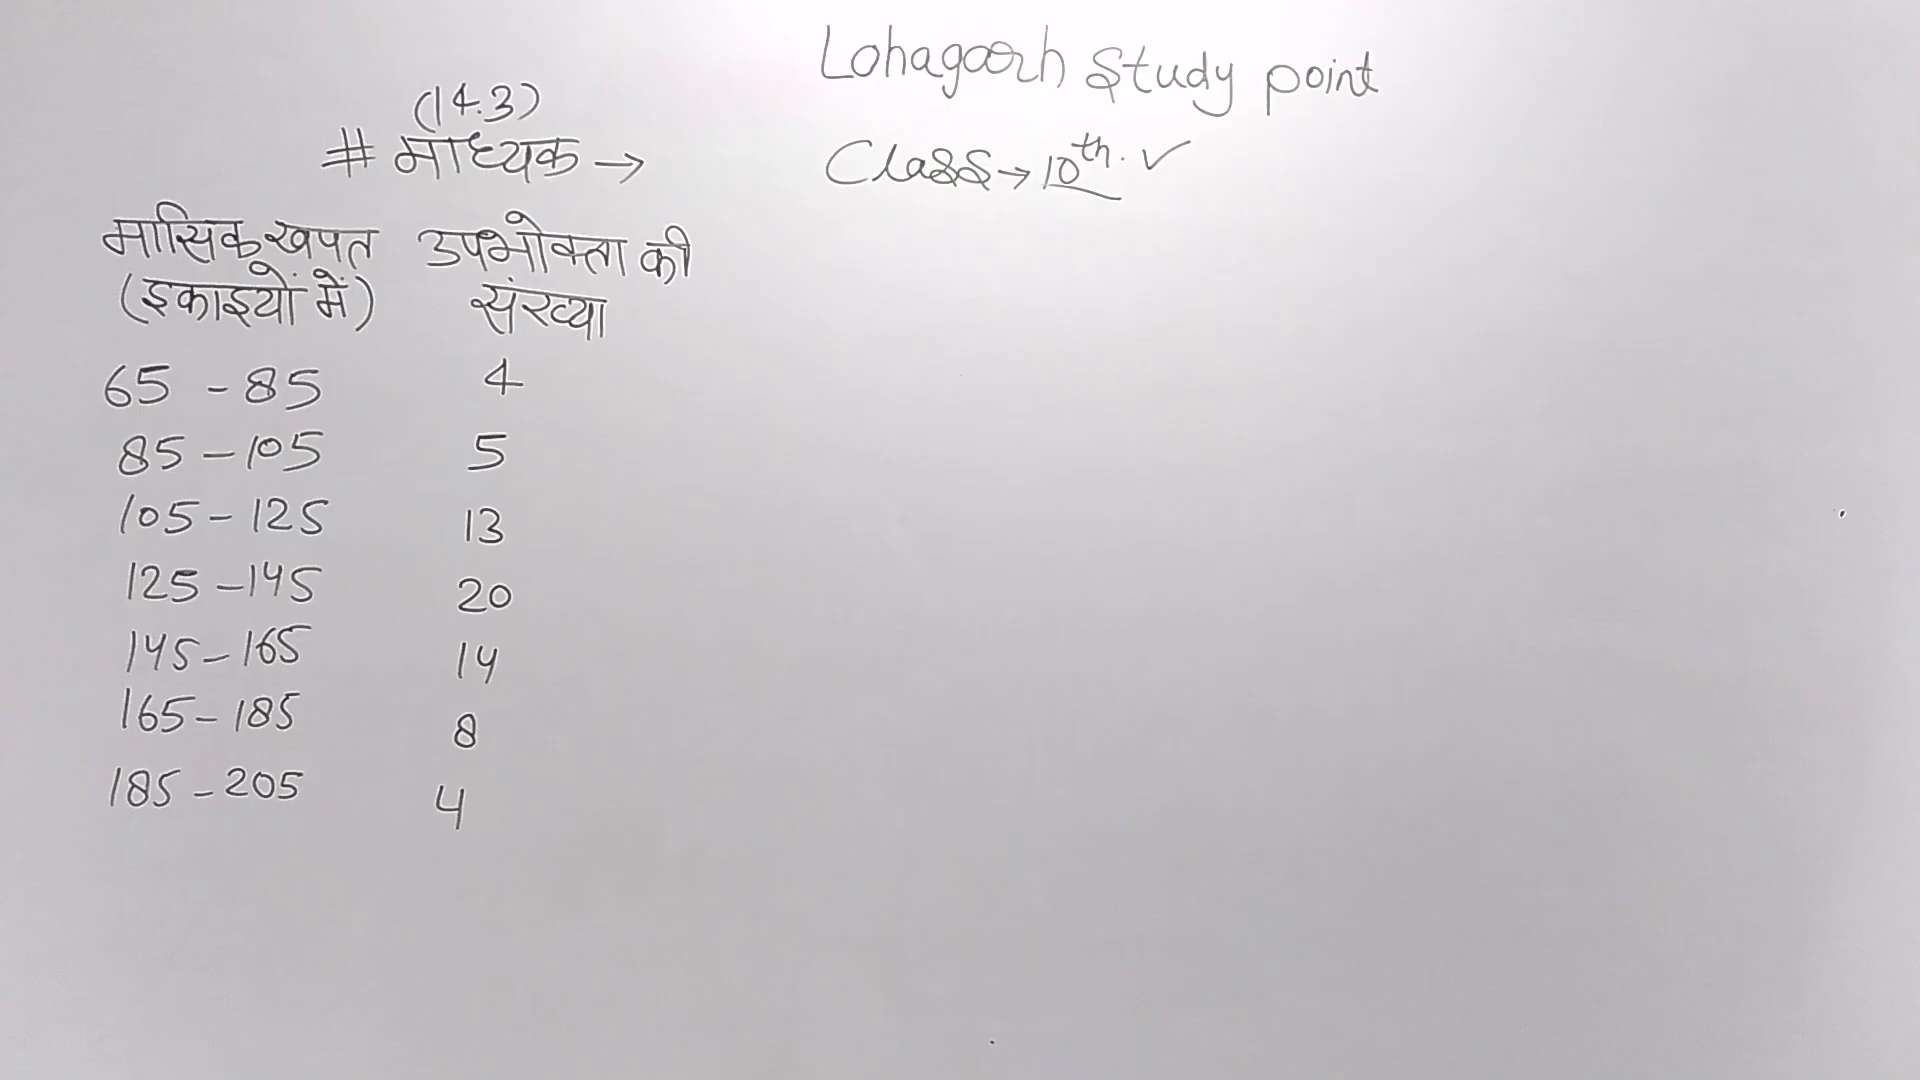 Lohagarh Study point
(14.3)
# माध्यक →
Class → 10th. ✓
मासिक खपत उपभोक्ता की
(इकाइयों में) संख्या
65 - 85 4
85 - 105 5
105 - 125 13
125 - 145 20
145 - 165 14
165 - 185 8
185 - 205 4